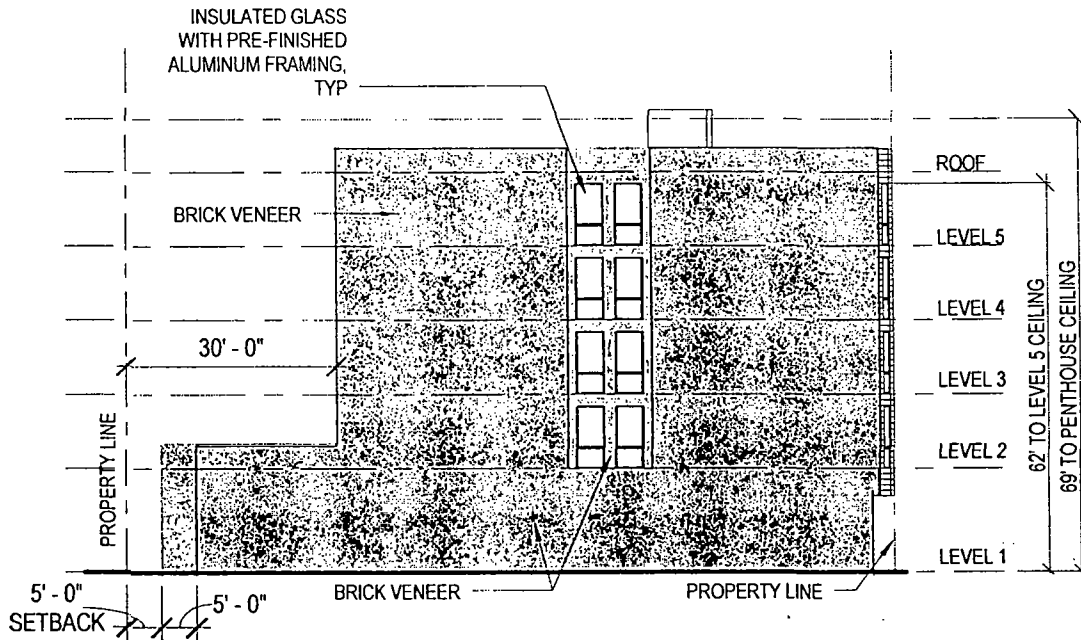 INSULATED GLASS
WITH PRE-FINISHED
ALUMINUM FRAMING,
TYP
ROOF
BRICK VENEER
LEVEL 5
LEVEL 4
30' - 0"
LEVEL 3
LEVEL 2
62' TO LEVEL 5 CEILING
69' TO PENTHOUSE CEILING
PROPERTY LINE
LEVEL 1
BRICK VENEER
PROPERTY LINE
5' - 0"
5' - 0"
SETBACK